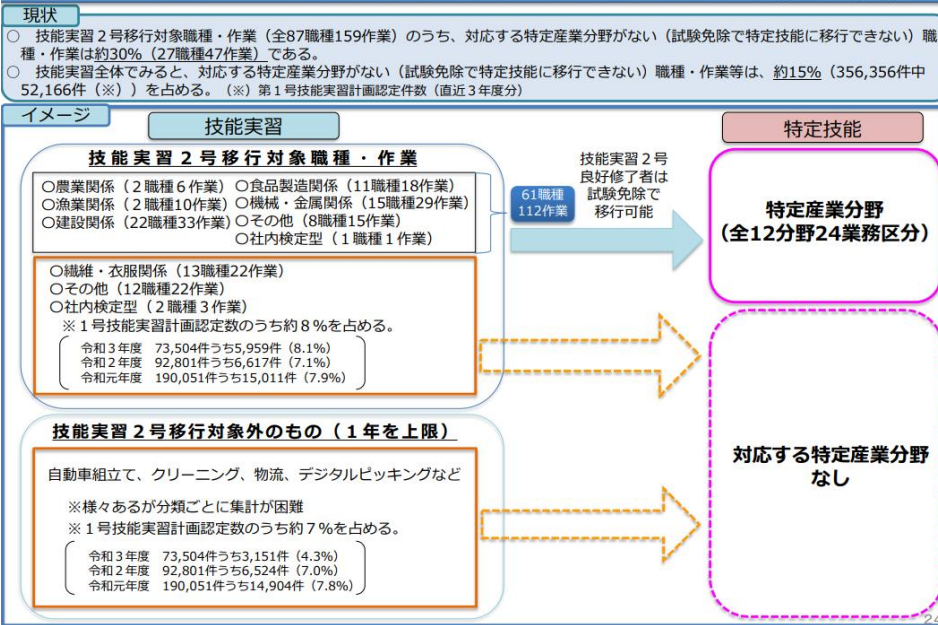 現状
○ 技能実習２号移行対象職種・作業（全87職種159作業）のうち、対応する特定産業分野がない（試験免除で特定技能に移行できない）職
種・作業は約30％（27職種47作業）である。
○ 技能実習全体でみると、対応する特定産業分野がない（試験免除で特定技能に移行できない）職種・作業等は、約15％（356,356件中
52,166件（※））を占める。（※）第１号技能実習計画認定件数（直近３年度分）
イメージ
技能実習
特定技能
技能実習２号移行対象職種・作業
○農業関係（２職種６作業）
○漁業関係（２職種10作業）
○建設関係（22職種33作業）
○食品製造関係（11職種18作業）
○機械・金属関係（15職種29作業）
○その他（8職種15作業）
○社内検定型（１職種１作業）
61職種
112作業
技能実習２号
良好修了者は
試験免除で
移行可能
特定産業分野
（全12分野24業務区分）
○繊維・衣服関係（13職種22作業）
○その他（12職種22作業）
○社内検定型（２職種３作業）
※１号技能実習計画認定数のうち約８％を占める。
令和３年度 73,504件うち5,959件（8.1%）
令和２年度 92,801件うち6,617件（7.1%）
令和元年度 190,051件うち15,011件（7.9%）
技能実習２号移行対象外のもの（１年を上限）
自動車組立て、クリーニング、物流、デジタルピッキングなど
※様々あるが分類ごとに集計が困難
※１号技能実習計画認定数のうち約７％を占める。
令和３年度 73,504件うち3,151件（4.3%）
令和２年度 92,801件うち6,524件（7.0%）
令和元年度 190,051件うち14,904件（7.8%）
対応する特定産業分野
なし
24